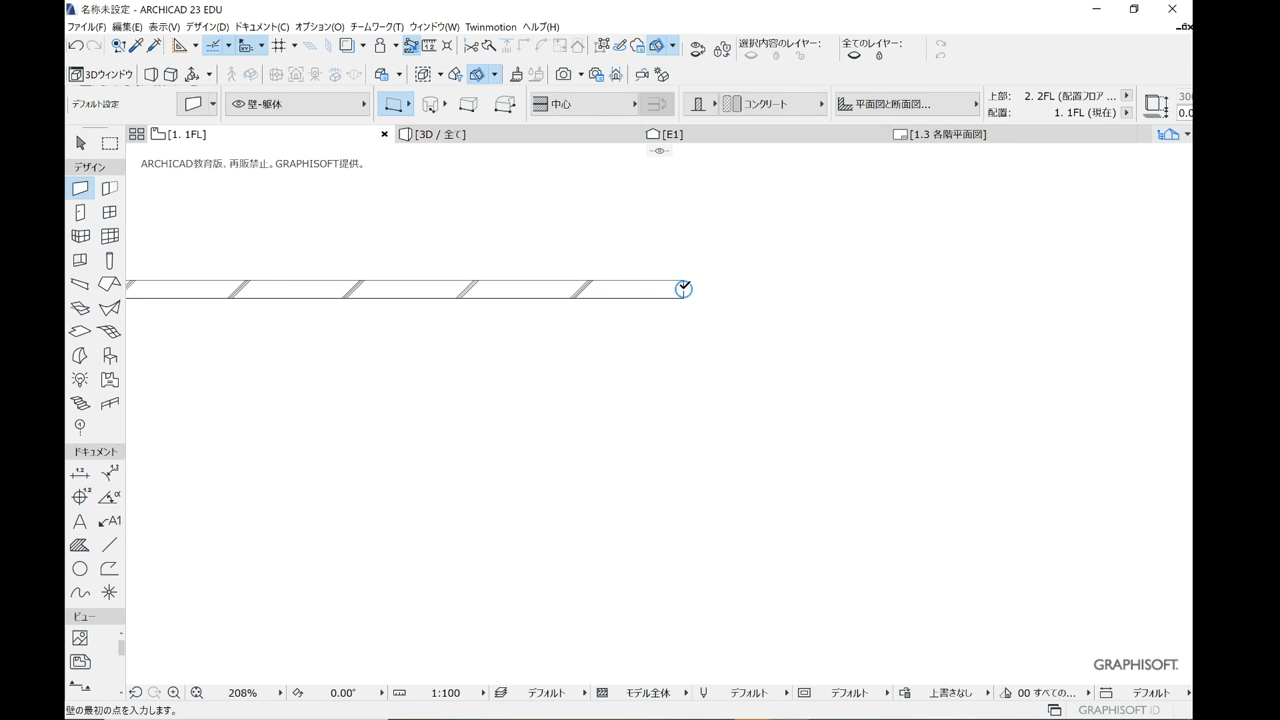 名称未設定 - ARCHICAD 23 EDU
ファイル(F) 編集(E) 表示(V) デザイン(D) ドキュメント(C) オプション(O) チームワーク(T) ウィンドウ(W) Twinmotion ヘルプ(H)
選択内容のレイヤー: 全てのレイヤー:
3Dウィンドウ
デフォルト設定 壁-躯体 中心 コンクリート 平面図と断面図... 上部: 2. 2FL (配置フロア ...
配置: 1. 1FL (現在)
[1. 1FL] [3D / 全て] [E1] [1.3 各階平面図]
ARCHICAD教育版、再販禁止。GRAPHISOFT提供。
デザイン
ドキュメント
1.2
A A1
ビュー
GRAPHISOFT.
208% 0.00° 1:100 デフォルト モデル全体 デフォルト デフォルト 上書きなし 00 すべての... デフォルト
壁の最初の点を入力します。
GRAPHISOFT ID